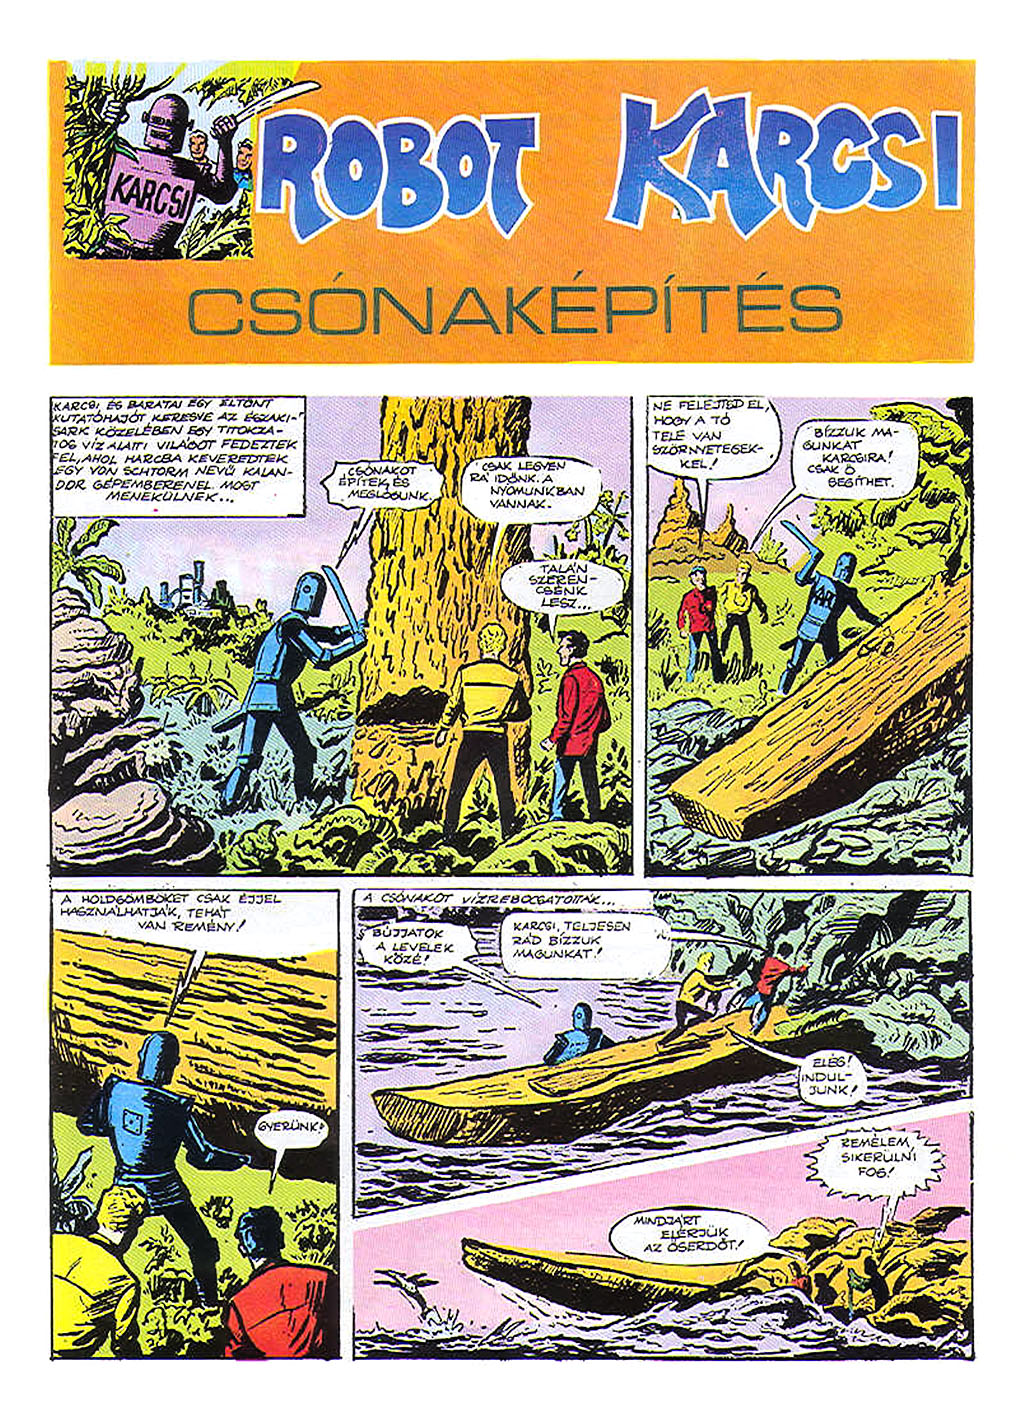 KARCSI
ROBOT KARCSI
CSÓNAKÉPÍTÉS
KARCSI ÉS BARÁTAI EGY ELTŰNT
KUTATÓHAJÓT KERESVE AZ ÉSZAKI-
SARK KÖZELÉBEN EGY TITOKZA-
TOS VÍZALATTI VILÁGOT FEDEZTEK
FEL, AHOL HARCBA KEVEREDTEK
EGY VON SCHTORM NEVŰ KALAN-
DOR GÉPEMBEREIVEL. MOST
MENEKÜLNEK...
CSÓNAKOT
ÉPÍTEK ÉS
MEGLÓGUNK.
CSAK LEGYEN
RÁ IDŐNK. A
NYOMUNKBAN
VANNAK.
TALÁN
SZEREN-
CSÉNK
LESZ...
NE FELEJTED EL,
HOGY A TÓ
TELE VAN
SZÖRNYETEGEK-
KEL!
BÍZZUK MA-
GUNKAT
KARCSIRA!
CSAK Ő
SEGÍTHET.
KAR
A HOLDGÖMBÖKET CSAK ÉJJEL
HASZNÁLHATJÁK, TEHÁT
VAN REMÉNY!
GYERÜNK!
A CSÓNAKOT VÍZREBOCSÁTOTTÁK...
BÚJJATOK
A LEVELEK
KÖZÉ!
KARCSI, TELJESEN
RÁD BÍZZUK
MAGUNKAT!
ELÉG!
INDUL-
JUNK!
REMÉLEM,
SIKERÜLNI
FOG!
MINDJÁRT
ELÉRJÜK
AZ ŐSERDŐT!